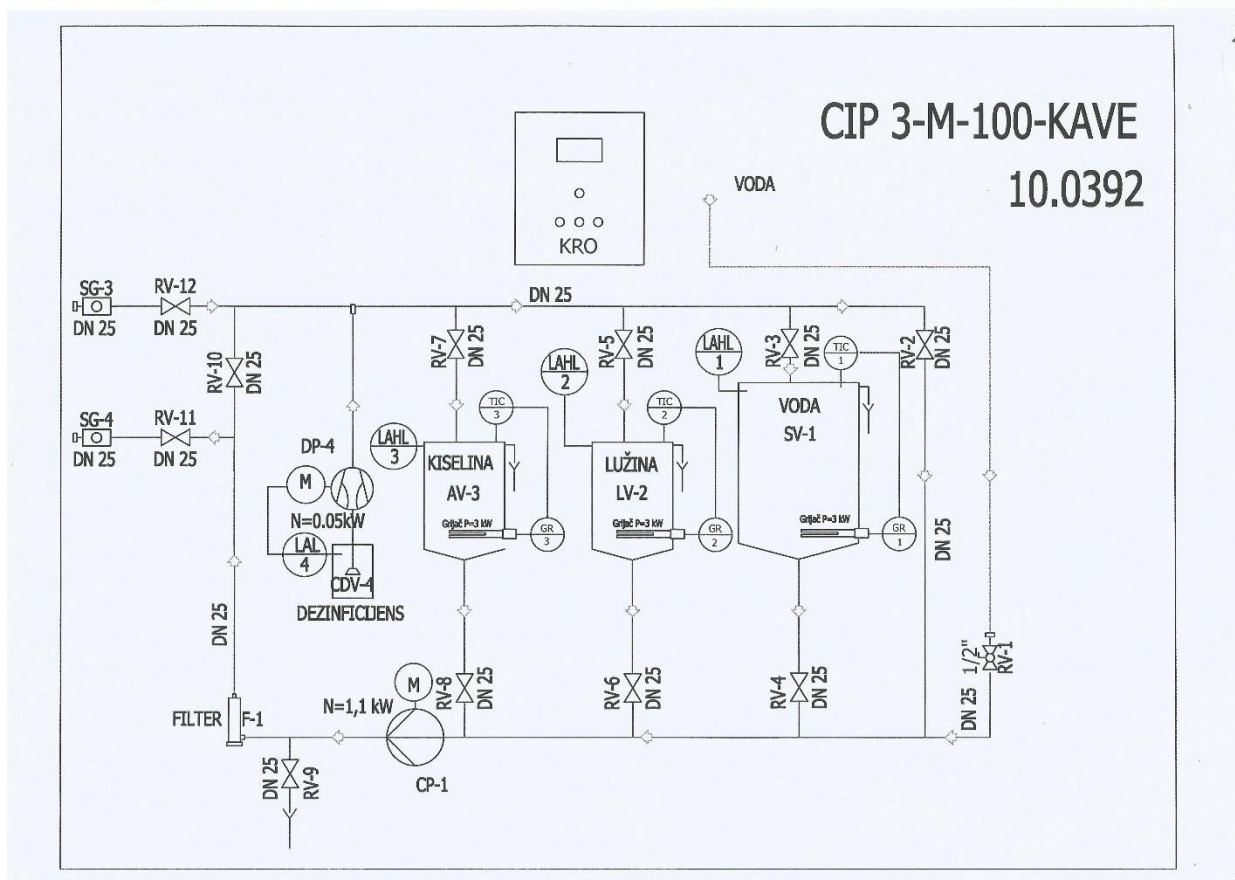 CIP 3-M-100-KAVE
10.0392
VODA
KRO
SG-3
DN 25
RV-12
DN 25
DN 25
RV-10
DN 25
RV-7
DN 25
RV-5
DN 25
RV-3
DN 25
RV-2
DN 25
LAHL
1
TIC
1
LAHL
2
TIC
2
LAHL
3
TIC
3
SG-4
DN 25
RV-11
DN 25
DP-4
M
N=0.05kW
LAL
4
CDV-4
DEZINFICIJENS
KISELINA
AV-3
Grijač P=3 kW
GR
3
LUŽINA
LV-2
Grijač P=3 kW
GR
2
VODA
SV-1
Grijač P=3 kW
GR
1
DN 25
DN 25
RV-8
DN 25
RV-6
DN 25
RV-4
DN 25
1/2"
RV-1
DN 25
FILTER
F-1
N=1,1 kW
M
CP-1
DN 25
RV-9